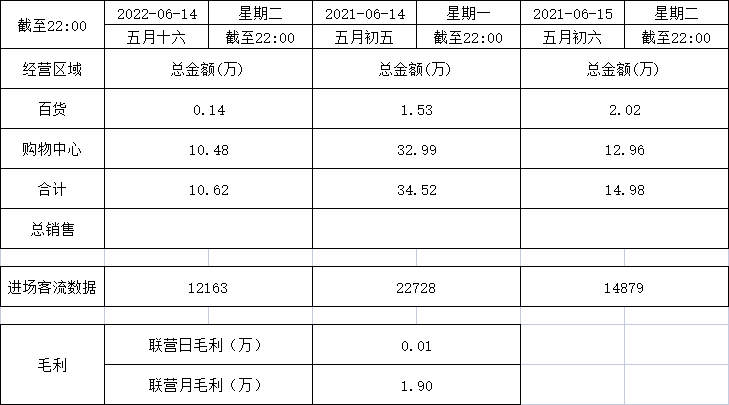 截至22:00 2022-06-14 星期二 2021-06-14 星期一 2021-06-15 星期二
五月十六 截至22:00 五月初五 截至22:00 五月初六 截至22:00
经营区域 总金额(万) 总金额(万) 总金额(万)
百货 0.14 1.53 2.02
购物中心 10.48 32.99 12.96
合计 10.62 34.52 14.98
总销售
进场客流数据 12163 22728 14879
毛利 联营日毛利（万） 0.01
联营月毛利（万） 1.90